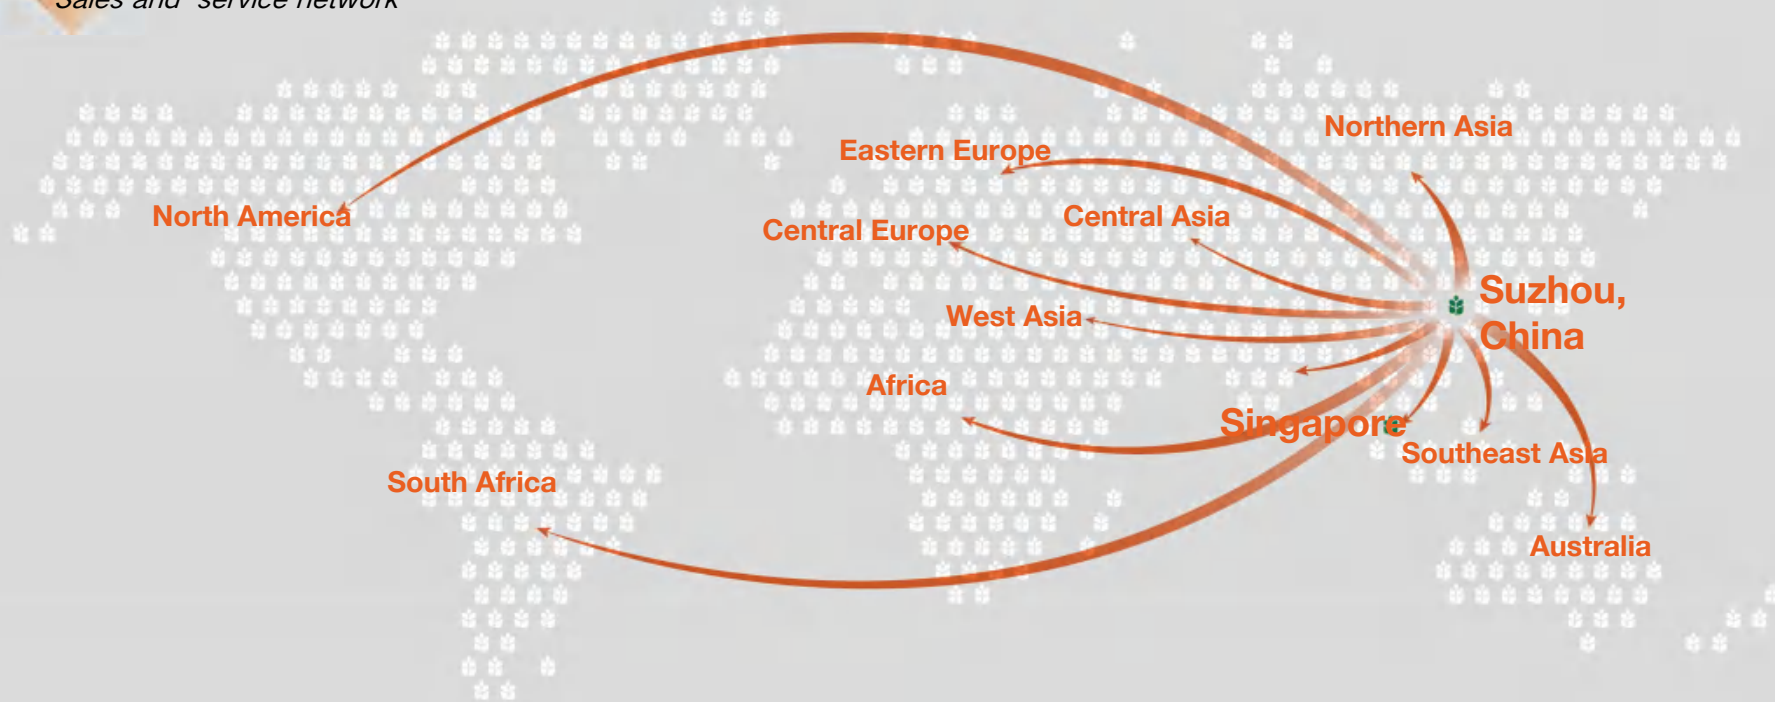 Sales and service network
Northern Asia
Eastern Europe
North America
Central Asia
Central Europe
Suzhou,
China
West Asia
Africa
Singapore
Southeast Asia
South Africa
Australia